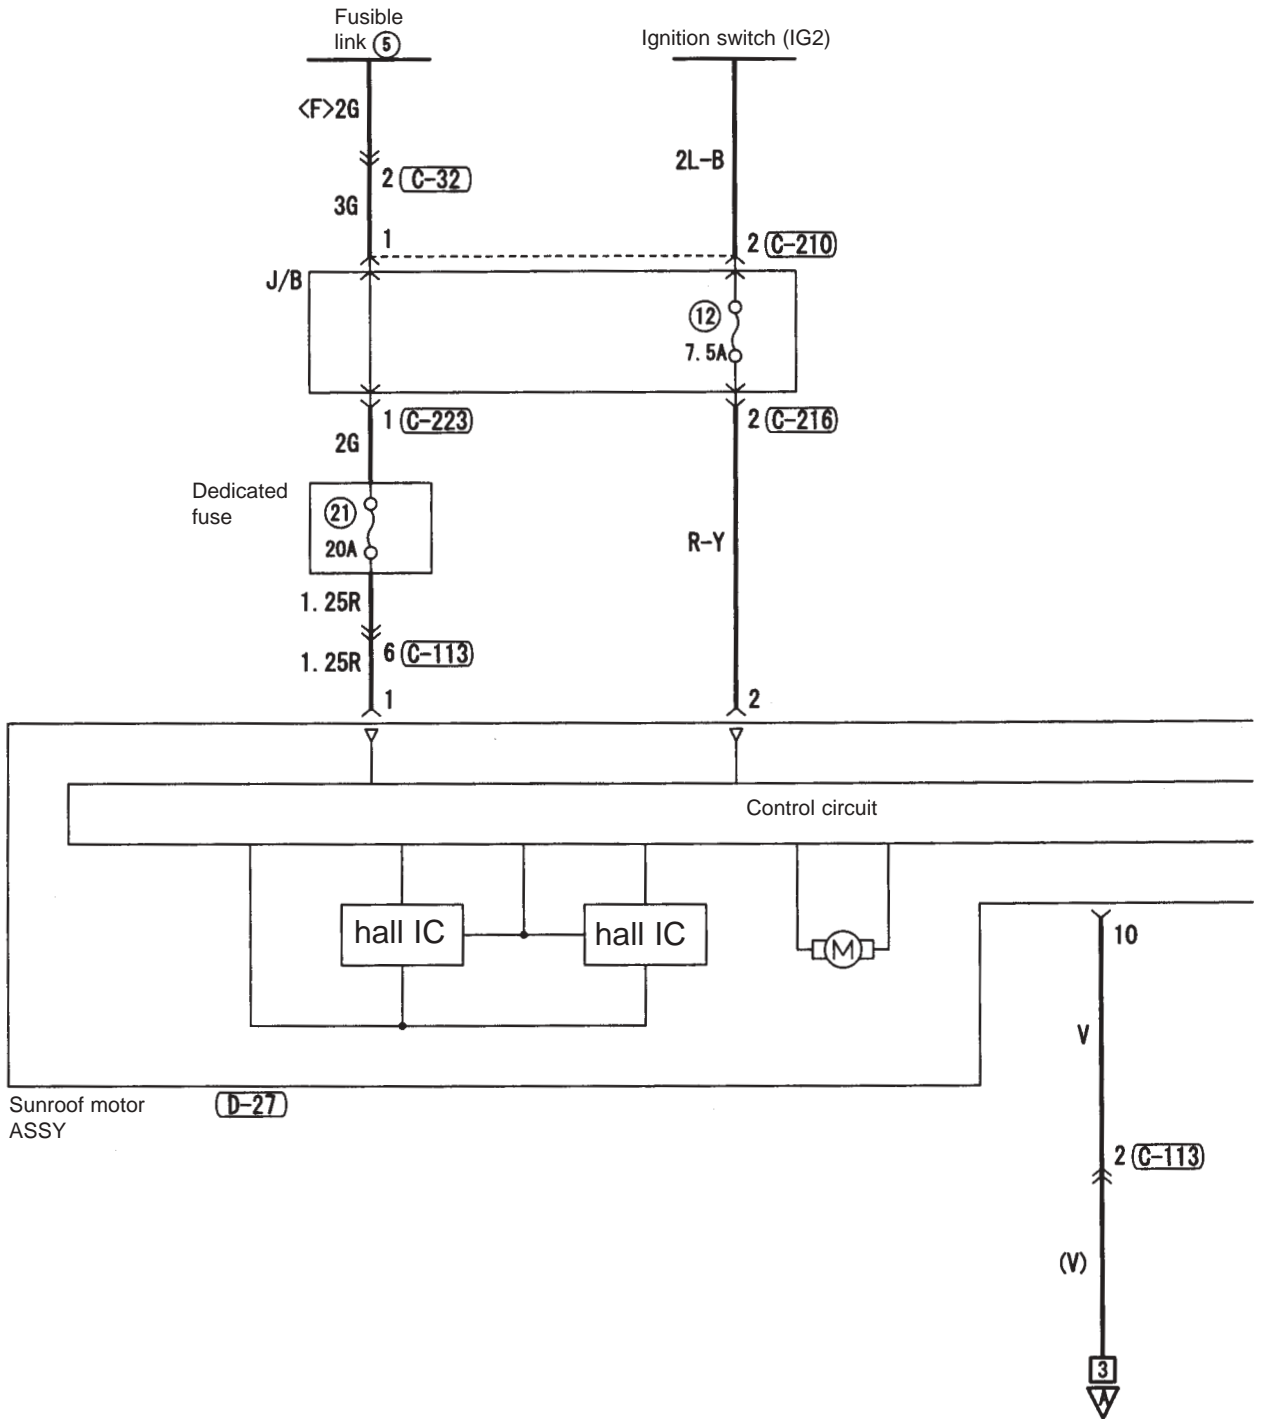 Fusible
link 5
Ignition switch (IG2)
<F>2G
2L-B
2 C-32
3G
1
2 C-210
J/B
12
7.5A
1 C-223
2 C-216
2G
Dedicated
fuse
21
20A
R-Y
1.25R
6 C-113
1.25R
1
2
Control circuit
hall IC
hall IC
M
10
V
Sunroof motor
ASSY
D-27
2 C-113
(V)
3
A